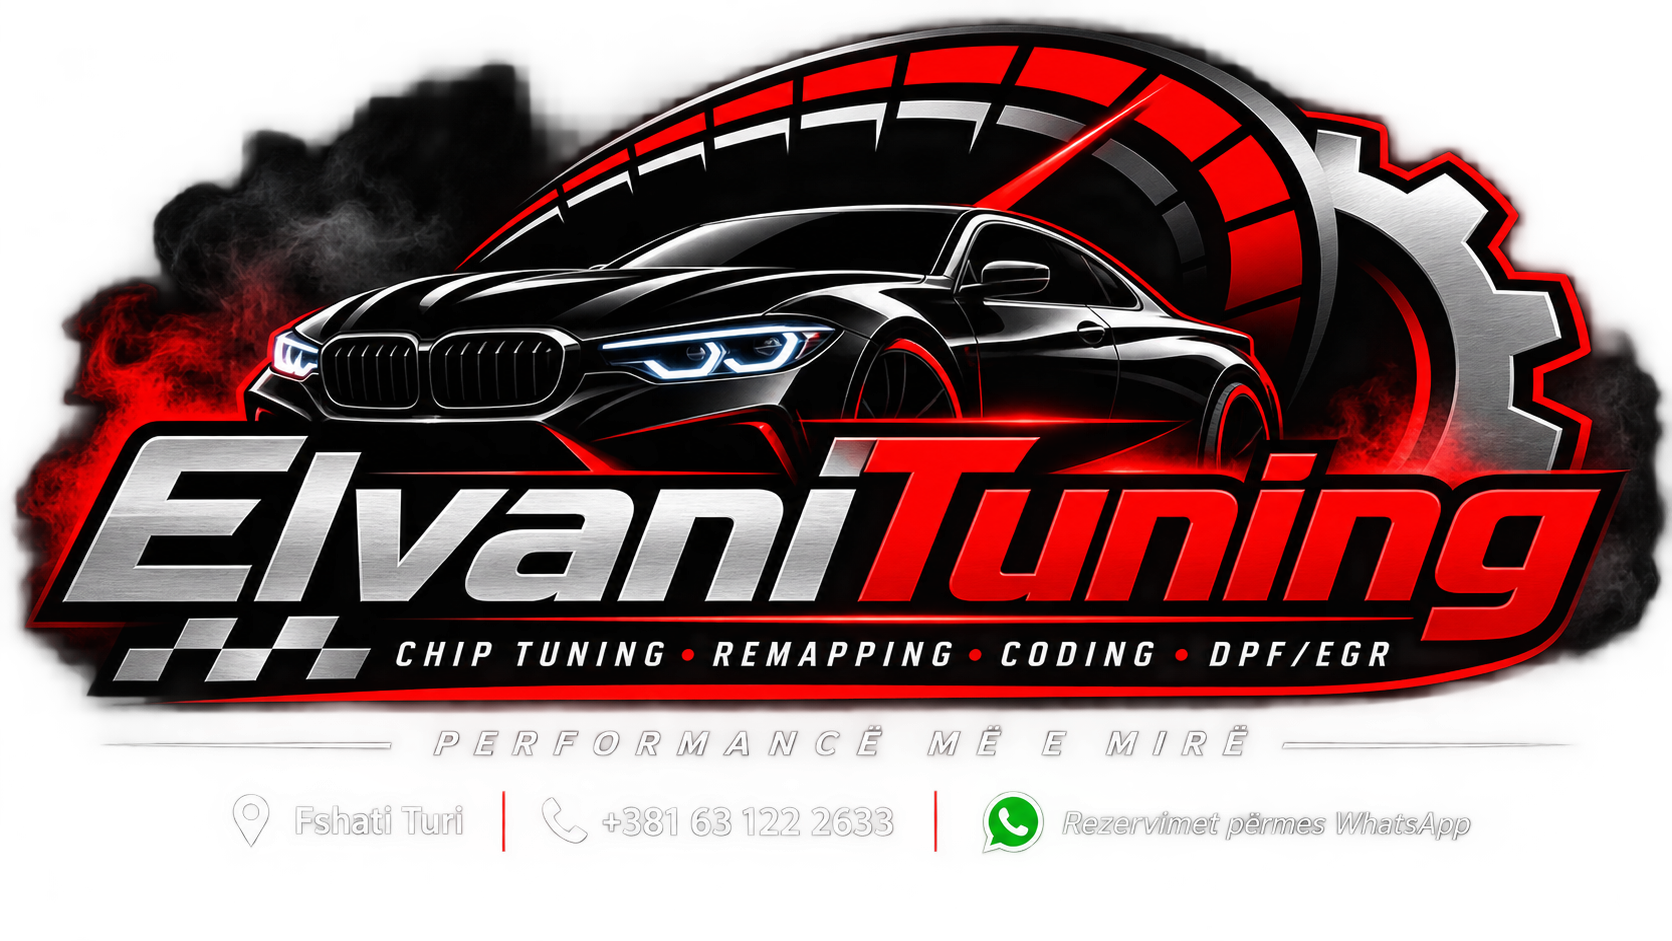 ElvaniTuning
CHIP TUNING • REMAPPING • CODING • DPF/EGR
PERFORMANCË MË E MIRË
Fshati Turi
+381 63 122 2633
Rezervimet përmes WhatsApp